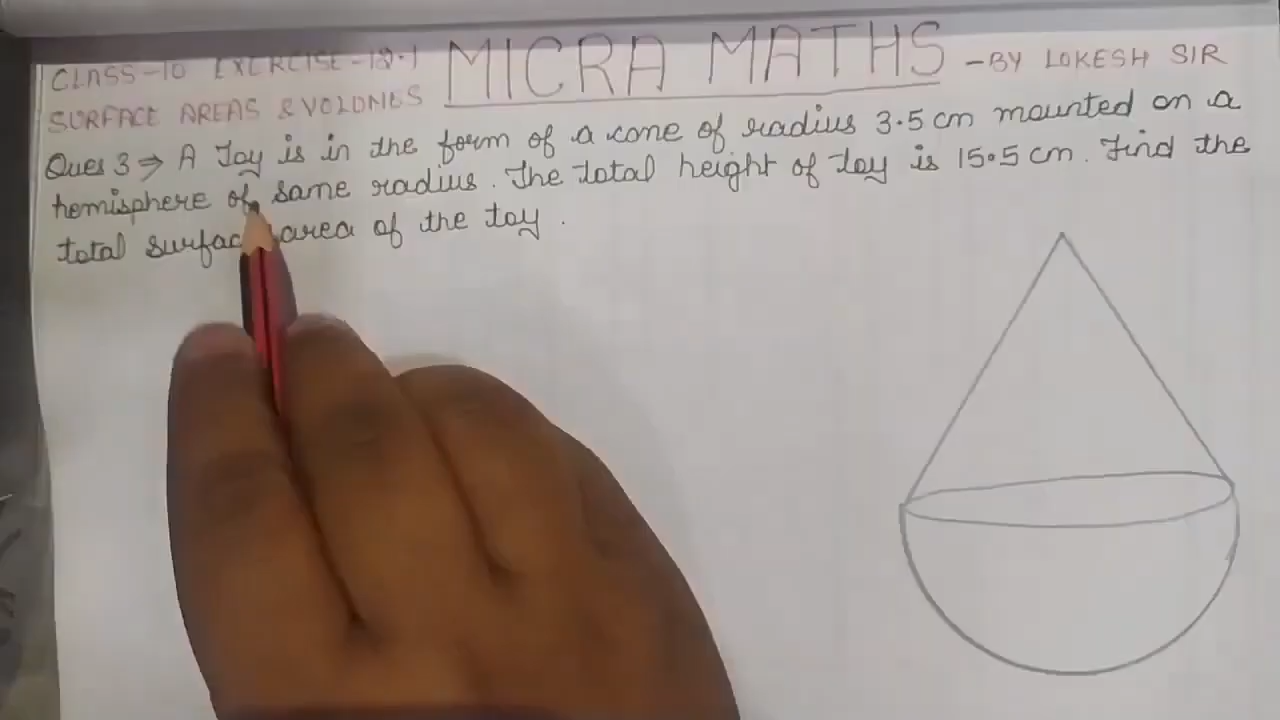 CLASS-10 EXERCISE-13.1 MICRA MATHS -BY LOKESH SIR
SURFACE AREAS & VOLUMES
Ques 3 ⇒ A Toy is in the form of a cone of radius 3.5 cm mounted on a
hemisphere of same radius. The total height of toy is 15.5 cm. Find the
total surface area of the toy.